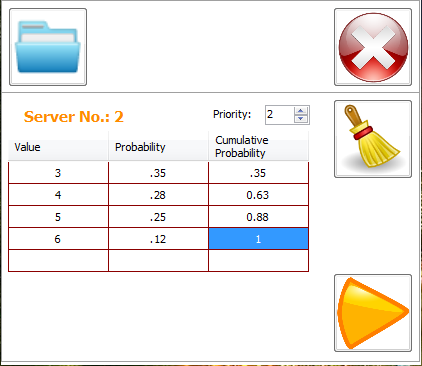 Server No.: 2
Priority: 2
Value Probability Cumulative
Probability
3 .35 .35
4 .28 0.63
5 .25 0.88
6 .12 1